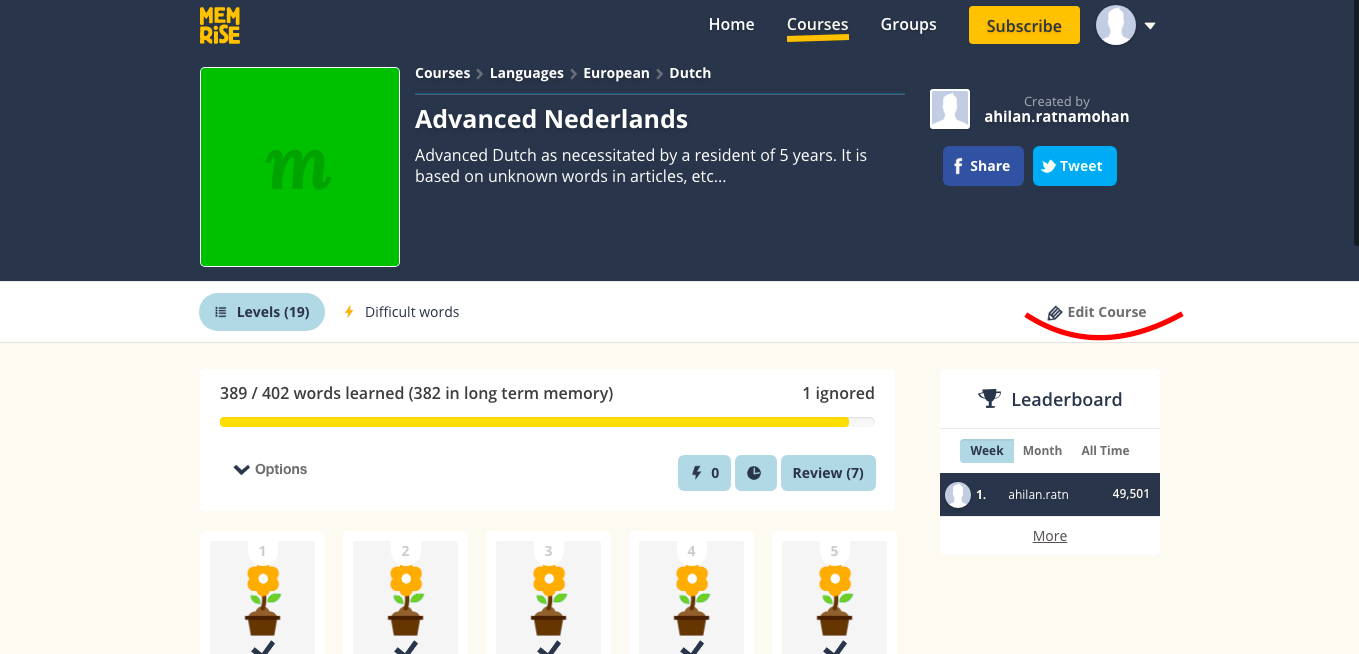 MEM
RiSE
Home Courses Groups Subscribe
Courses Languages European Dutch
Advanced Nederlands
Advanced Dutch as necessitated by a resident of 5 years. It is
based on unknown words in articles, etc...
Created by
ahilan.ratnamohan
f Share Tweet
m
Levels (19) Difficult words Edit Course
389 / 402 words learned (382 in long term memory) 1 ignored
Options 0 Review (7)
Leaderboard
Week Month All Time
1. ahilan.ratn 49,501
More
1 2 3 4 5